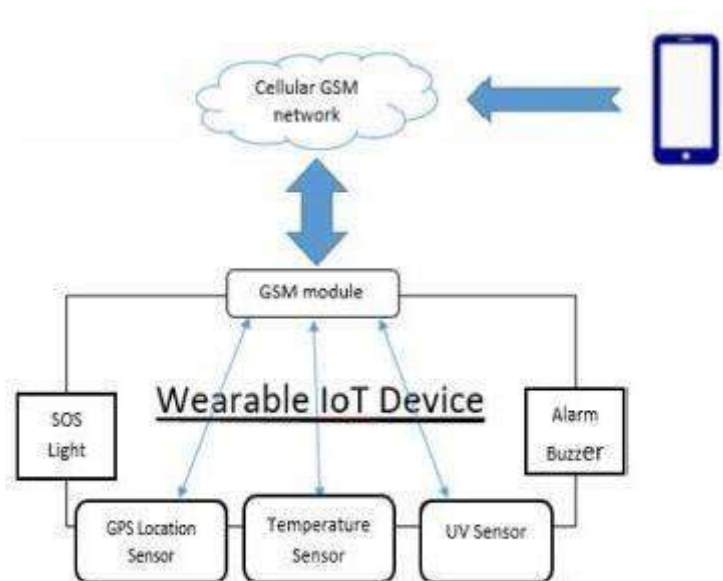 Cellular GSM
network
GSM module
Wearable IoT Device
SOS
Light
Alarm
Buzzer
GPS Location
Sensor
Temperature
Sensor
UV Sensor